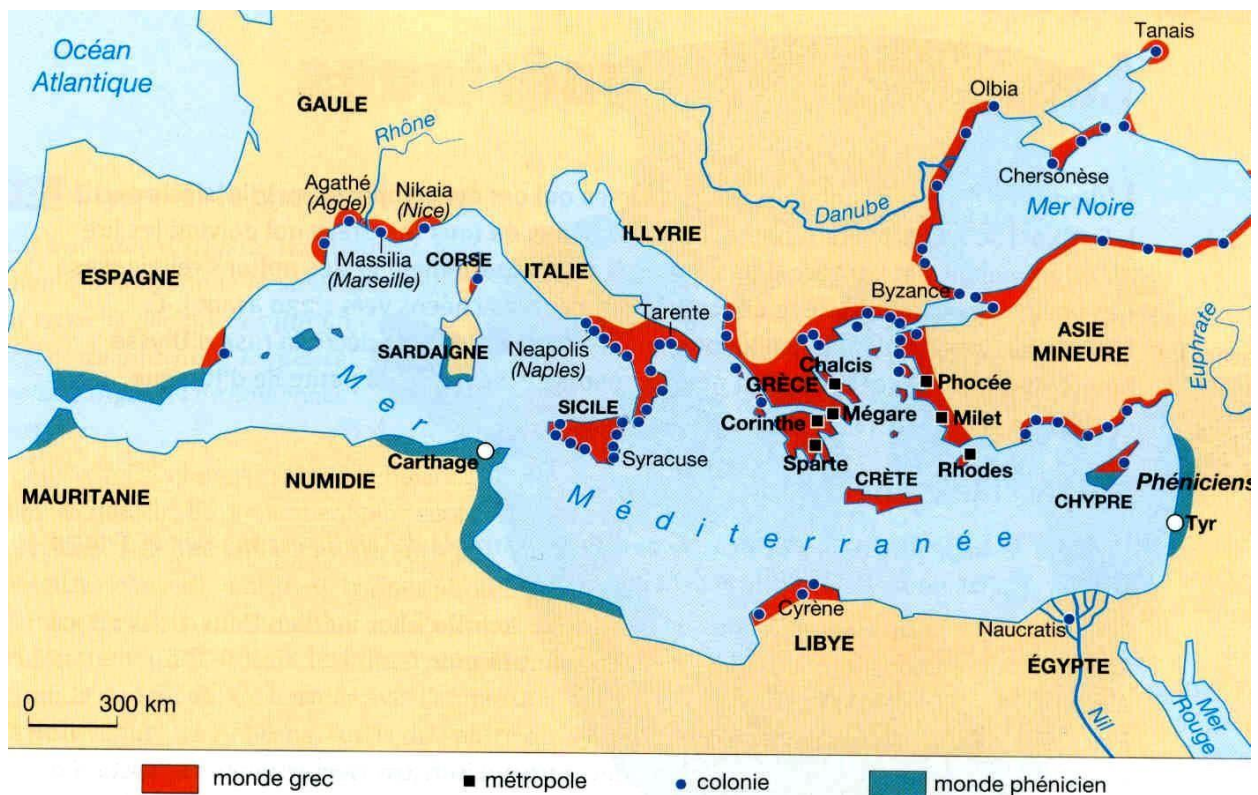 Océan
Atlantique
GAULE
Rhône
Agathé
(Agde)
Nikaia
(Nice)
Massilia
(Marseille)
CORSE
ESPAGNE
ITALIE
ILLYRIE
Danube
Tanais
Olbia
Chersonèse
Mer Noire
Byzance
ASIE
MINEURE
Euphrate
Tarente
Neapolis
(Naples)
SARDAIGNE
SICILE
Syracuse
Chalcis
GRÈCE
Phocée
Mégare
Corinthe
Milet
Sparte
Rhodes
CRÈTE
CHYPRE
Phéniciens
Tyr
Carthage
MAURITANIE
NUMIDIE
Mer
Méditerranée
Cyrène
LIBYE
Naucratis
ÉGYPTE
Nil
Mer
Rouge
0 300 km
monde grec
métropole
colonie
monde phénicien